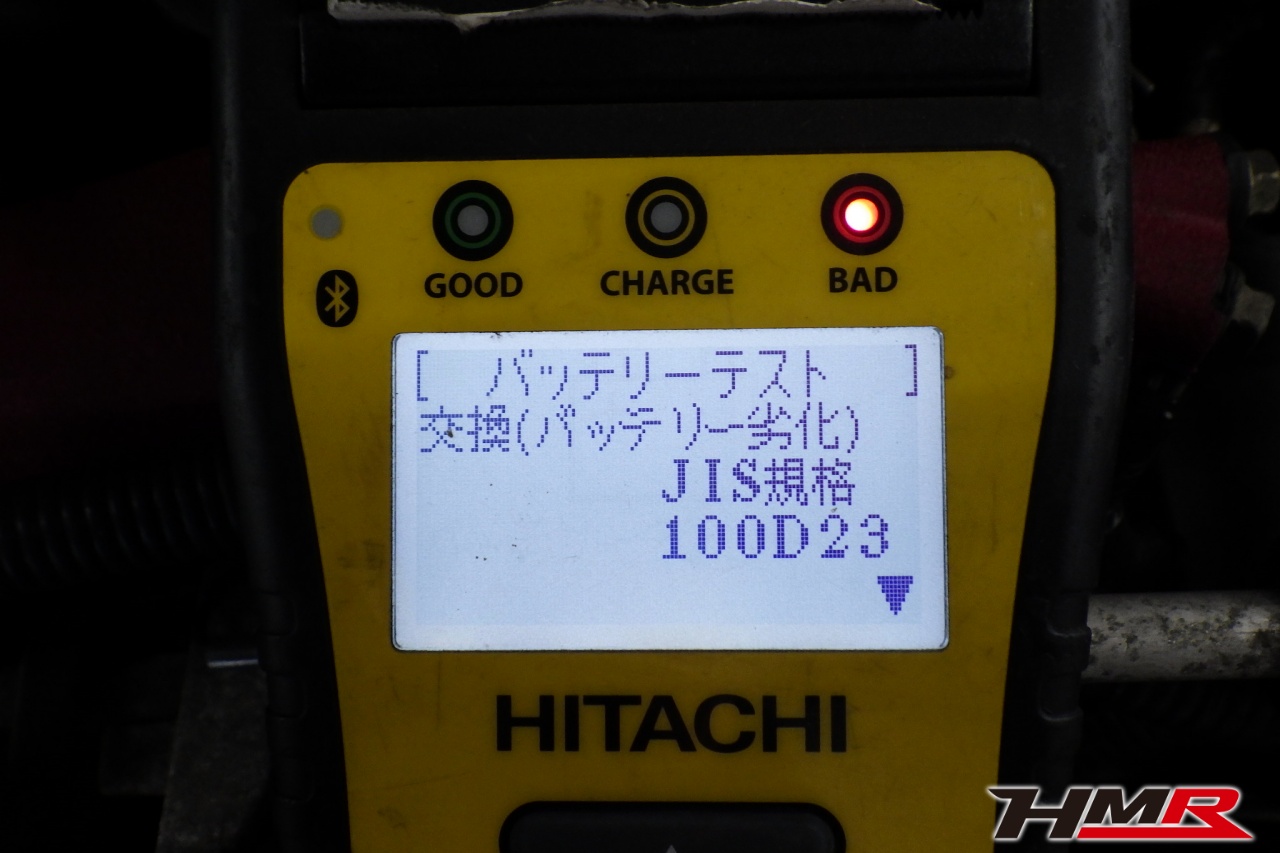 GOOD
CHARGE
BAD
[ バッテリーテスト ]
交換(バッテリー劣化)
JIS規格
100D23
▼
HITACHI
HMR